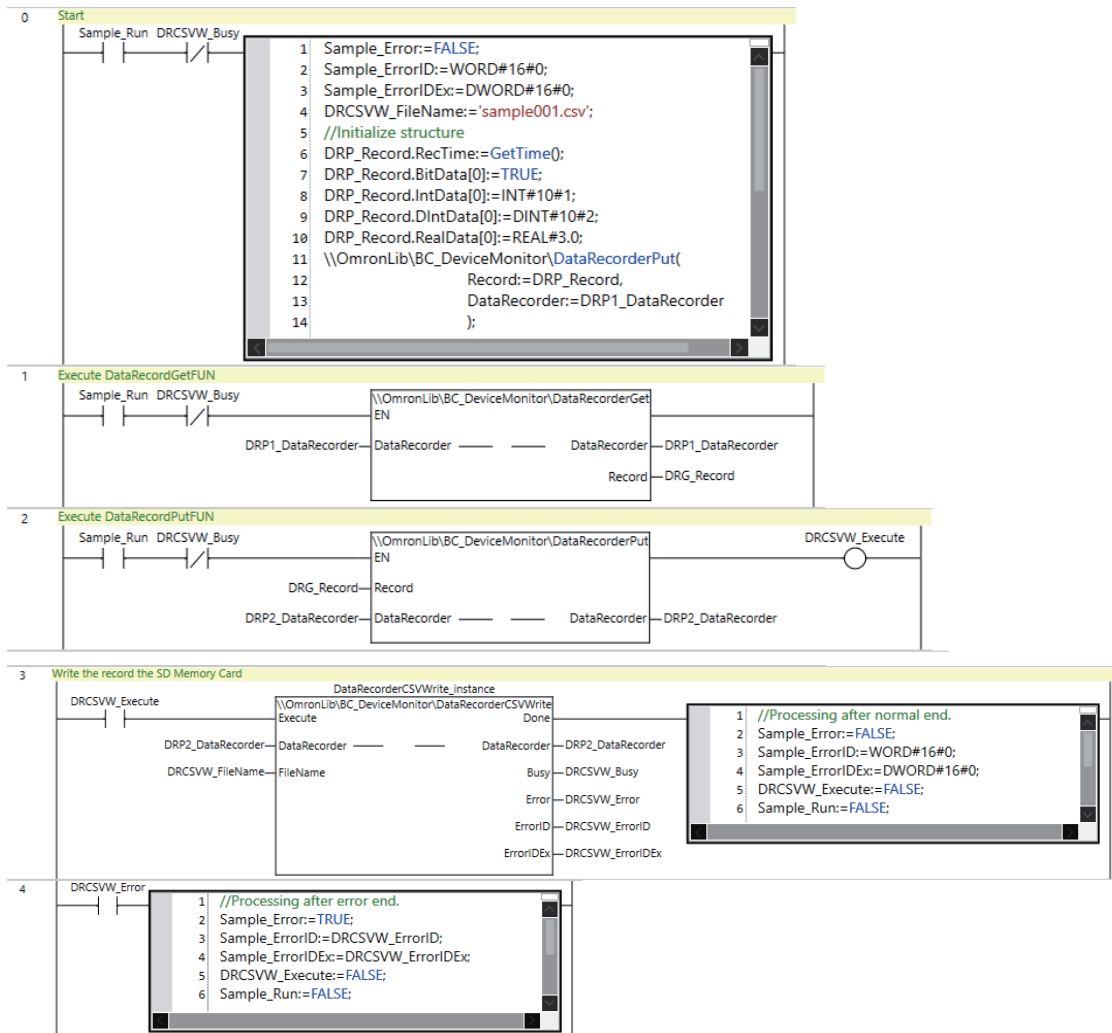 0 Start
Sample_Run DRCSVW_Busy
1 Sample_Error:=FALSE;
2 Sample_ErrorID:=WORD#16#0;
3 Sample_ErrorIDEx:=DWORD#16#0;
4 DRCSVW_FileName:='sample001.csv';
5 //Initialize structure
6 DRP_Record.RecTime:=GetTime();
7 DRP_Record.BitData[0]:=TRUE;
8 DRP_Record.IntData[0]:=INT#10#1;
9 DRP_Record.DIntData[0]:=DINT#10#2;
10 DRP_Record.RealData[0]:=REAL#3.0;
11 \\OmronLib\BC_DeviceMonitor\DataRecorderPut(
12 Record:=DRP_Record,
13 DataRecorder:=DRP1_DataRecorder
14 );
1 Execute DataRecordGetFUN
Sample_Run DRCSVW_Busy
\\OmronLib\BC_DeviceMonitor\DataRecorderGet
EN
DRP1_DataRecorder DataRecorder DataRecorder DRP1_DataRecorder
Record DRG_Record
2 Execute DataRecordPutFUN
Sample_Run DRCSVW_Busy
\\OmronLib\BC_DeviceMonitor\DataRecorderPut
DRCSVW_Execute
EN
DRG_Record Record
DRP2_DataRecorder DataRecorder DataRecorder DRP2_DataRecorder
3 Write the record the SD Memory Card
DRCSVW_Execute
DataRecorderCSVWrite_instance
\\OmronLib\BC_DeviceMonitor\DataRecorderCSVWrite
Execute Done
DRP2_DataRecorder DataRecorder DataRecorder DRP2_DataRecorder
DRCSVW_FileName FileName Busy DRCSVW_Busy
Error DRCSVW_Error
ErrorID DRCSVW_ErrorID
ErrorIDEx DRCSVW_ErrorIDEx
1 //Processing after normal end.
2 Sample_Error:=FALSE;
3 Sample_ErrorID:=WORD#16#0;
4 Sample_ErrorIDEx:=DWORD#16#0;
5 DRCSVW_Execute:=FALSE;
6 Sample_Run:=FALSE;
4 DRCSVW_Error
1 //Processing after error end.
2 Sample_Error:=TRUE;
3 Sample_ErrorID:=DRCSVW_ErrorID;
4 Sample_ErrorIDEx:=DRCSVW_ErrorIDEx;
5 DRCSVW_Execute:=FALSE;
6 Sample_Run:=FALSE;